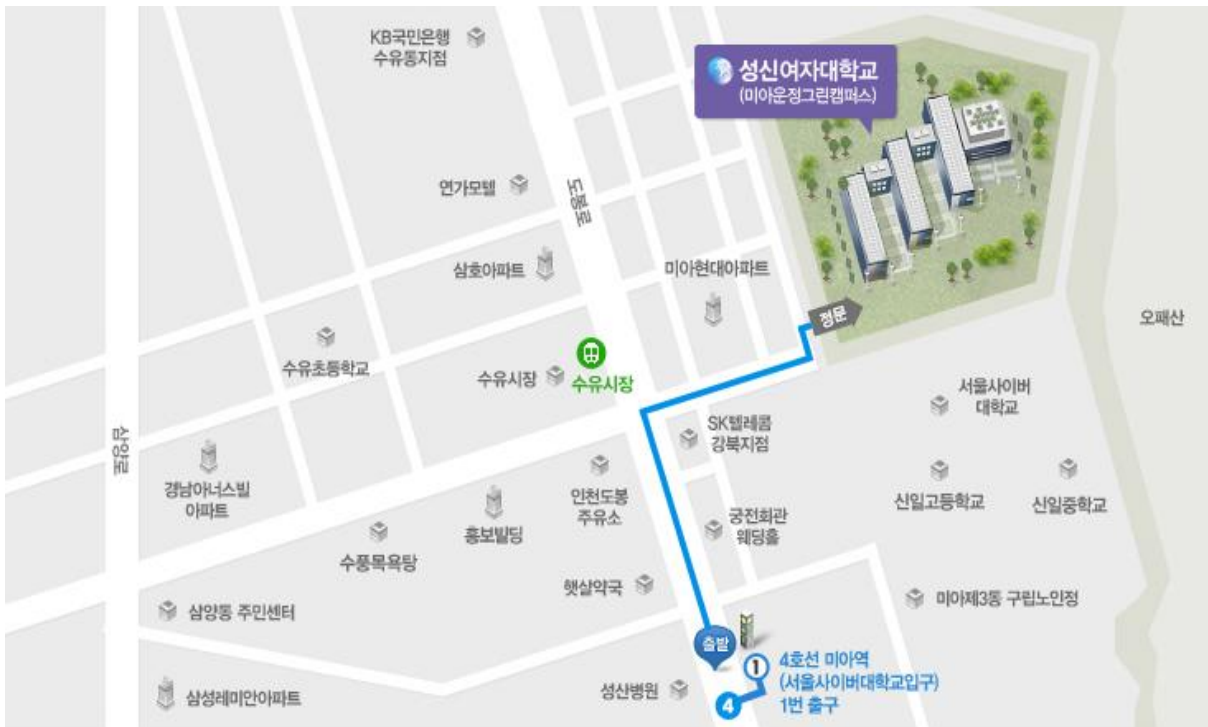 KB국민은행
수유동지점
성신여자대학교
(미아운정그린캠퍼스)
연가모텔
도봉로
삼호아파트
미아현대아파트
정문
오패산
수유초등학교
수유시장
수유시장
서울사이버
대학교
SK텔레콤
강북지점
삼양로
경남아너스빌
아파트
인천도봉
주유소
신일고등학교
신일중학교
홍보빌딩
궁전회관
웨딩홀
수풍목욕탕
햇살약국
미아제3동 구립노인정
삼양동 주민센터
출발
1
4호선 미아역
(서울사이버대학교입구)
1번 출구
성산병원
4
삼성레미안아파트